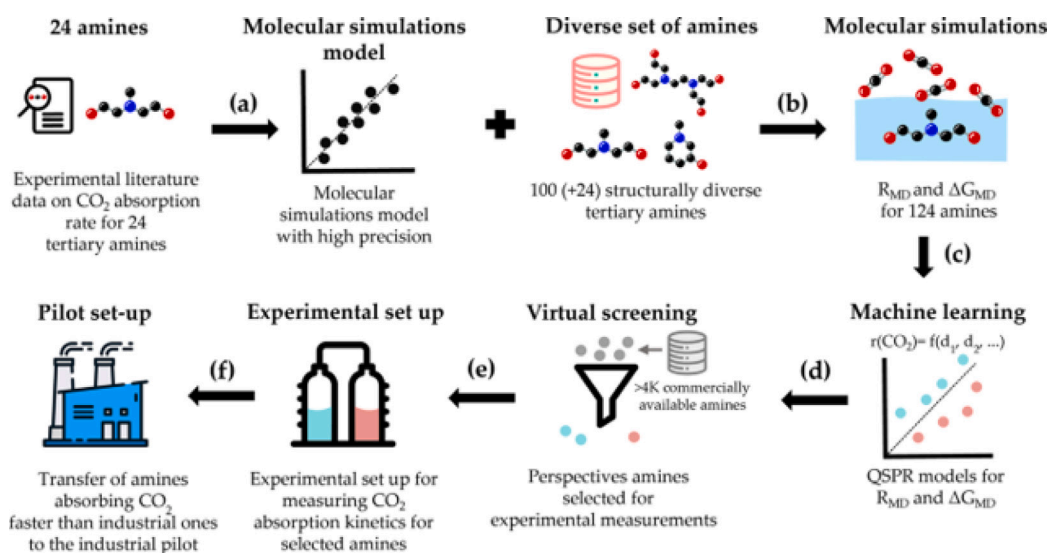 24 amines
Experimental literature
data on CO₂ absorption
rate for 24
tertiary amines
(a)
Molecular simulations
model
Molecular
simulations model
with high precision
Diverse set of amines
100 (+24) structurally diverse
tertiary amines
(b)
Molecular simulations
R_MD and ΔG_MD
for 124 amines
(c)
Machine learning
r(CO₂)= f(d₁, d₂, ...)
QSPR models for
R_MD and ΔG_MD
(d)
Virtual screening
>4K commercially
available amines
Perspectives amines
selected for
experimental measurements
(e)
Experimental set up
Experimental set up for
measuring CO₂
absorption kinetics for
selected amines
(f)
Pilot set-up
Transfer of amines
absorbing CO₂
faster than industrial ones
to the industrial pilot